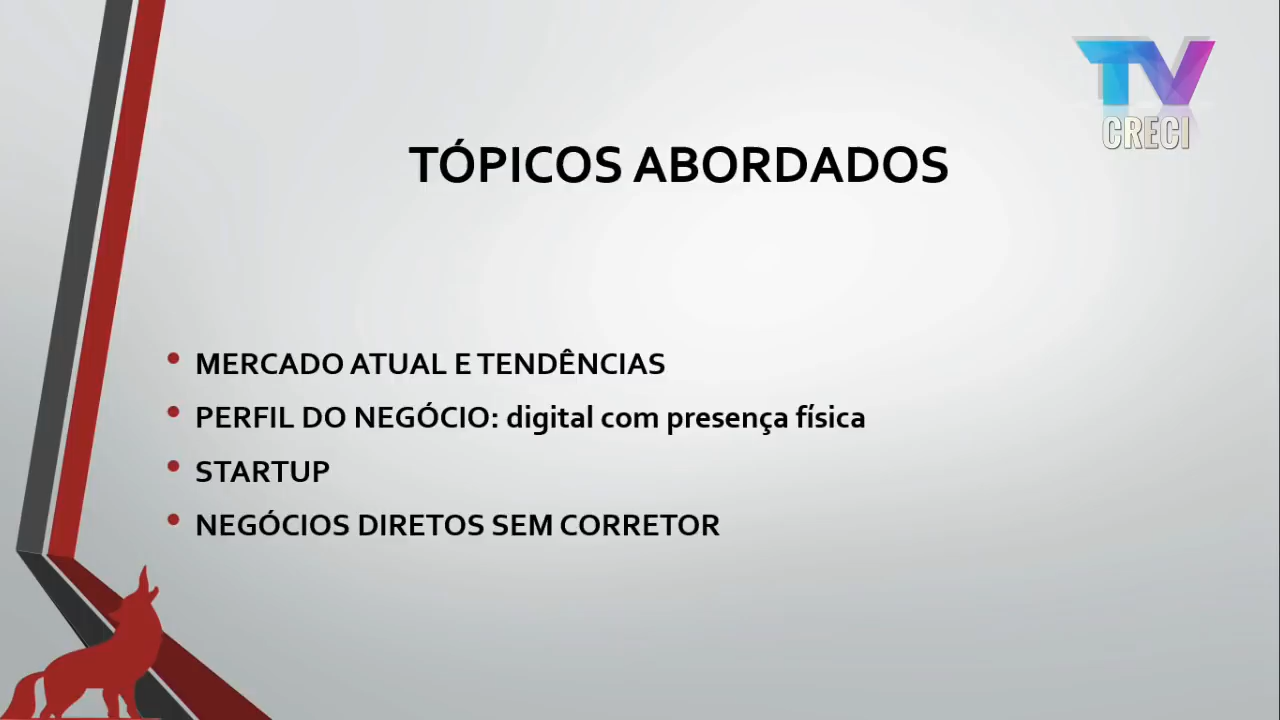 TV
CRECI
TÓPICOS ABORDADOS
• MERCADO ATUAL E TENDÊNCIAS
• PERFIL DO NEGÓCIO: digital com presença física
• STARTUP
• NEGÓCIOS DIRETOS SEM CORRETOR